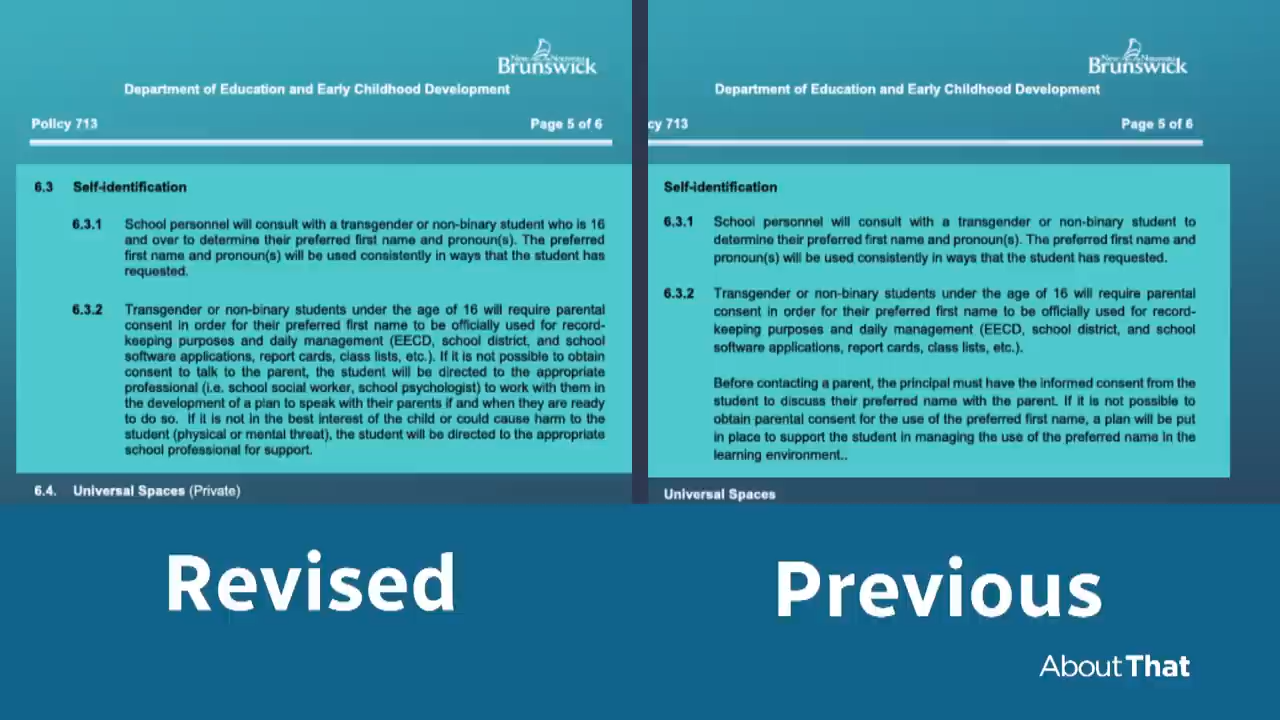 New Nouveau
Brunswick
Department of Education and Early Childhood Development
Policy 713 Page 5 of 6
6.3 Self-identification
6.3.1 School personnel will consult with a transgender or non-binary student who is 16
and over to determine their preferred first name and pronoun(s). The preferred
first name and pronoun(s) will be used consistently in ways that the student has
requested.
6.3.2 Transgender or non-binary students under the age of 16 will require parental
consent in order for their preferred first name to be officially used for record-
keeping purposes and daily management (EECD, school district, and school
software applications, report cards, class lists, etc.). If it is not possible to obtain
consent to talk to the parent, the student will be directed to the appropriate
professional (i.e. school social worker, school psychologist) to work with them in
the development of a plan to speak with their parents if and when they are ready
to do so. If it is not in the best interest of the child or could cause harm to the
student (physical or mental threat), the student will be directed to the appropriate
school professional for support.
6.4. Universal Spaces (Private)
Revised
New Nouveau
Brunswick
Department of Education and Early Childhood Development
cy 713 Page 5 of 6
Self-identification
6.3.1 School personnel will consult with a transgender or non-binary student to
determine their preferred first name and pronoun(s). The preferred first name and
pronoun(s) will be used consistently in ways that the student has requested.
6.3.2 Transgender or non-binary students under the age of 16 will require parental
consent in order for their preferred first name to be officially used for record-
keeping purposes and daily management (EECD, school district, and school
software applications, report cards, class lists, etc.).
Before contacting a parent, the principal must have the informed consent from the
student to discuss their preferred name with the parent. If it is not possible to
obtain parental consent for the use of the preferred first name, a plan will be put
in place to support the student in managing the use of the preferred name in the
learning environment..
Universal Spaces
Previous
About That